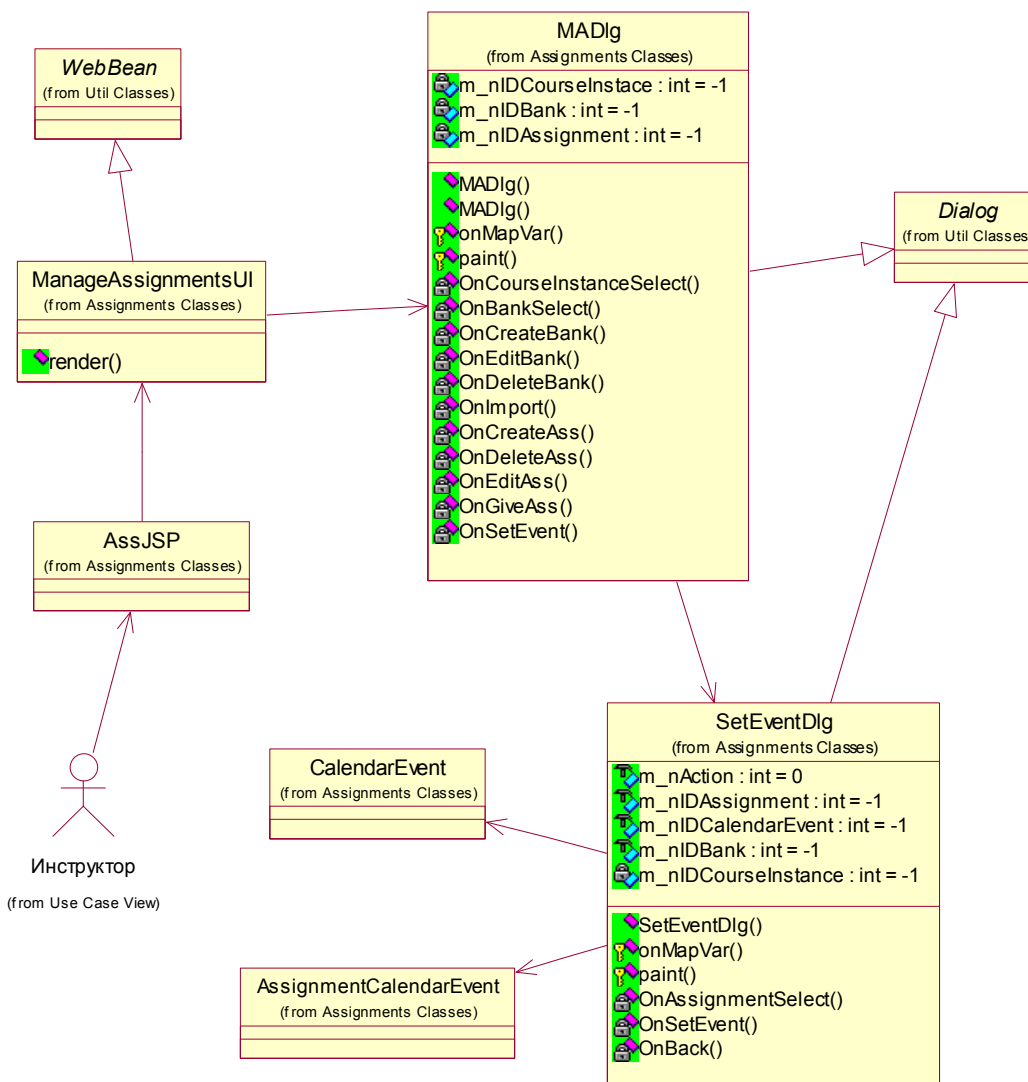 WebBean
(from Util Classes)
MADlg
(from Assignments Classes)
m_nIDCourseInstace : int = -1
m_nIDBank : int = -1
m_nIDAssignment : int = -1
MADlg()
MADlg()
onMapVar()
paint()
OnCourseInstanceSelect()
OnBankSelect()
OnCreateBank()
OnEditBank()
OnDeleteBank()
OnImport()
OnCreateAss()
OnDeleteAss()
OnEditAss()
OnGiveAss()
OnSetEvent()
Dialog
(from Util Classes)
ManageAssignmentsUI
(from Assignments Classes)
render()
AssJSP
(from Assignments Classes)
Инструктор
(from Use Case View)
CalendarEvent
(from Assignments Classes)
AssignmentCalendarEvent
(from Assignments Classes)
SetEventDlg
(from Assignments Classes)
m_nAction : int = 0
m_nIDAssignment : int = -1
m_nIDCalendarEvent : int = -1
m_nIDBank : int = -1
m_nIDCourseInstance : int = -1
SetEventDlg()
onMapVar()
paint()
OnAssignmentSelect()
OnSetEvent()
OnBack()